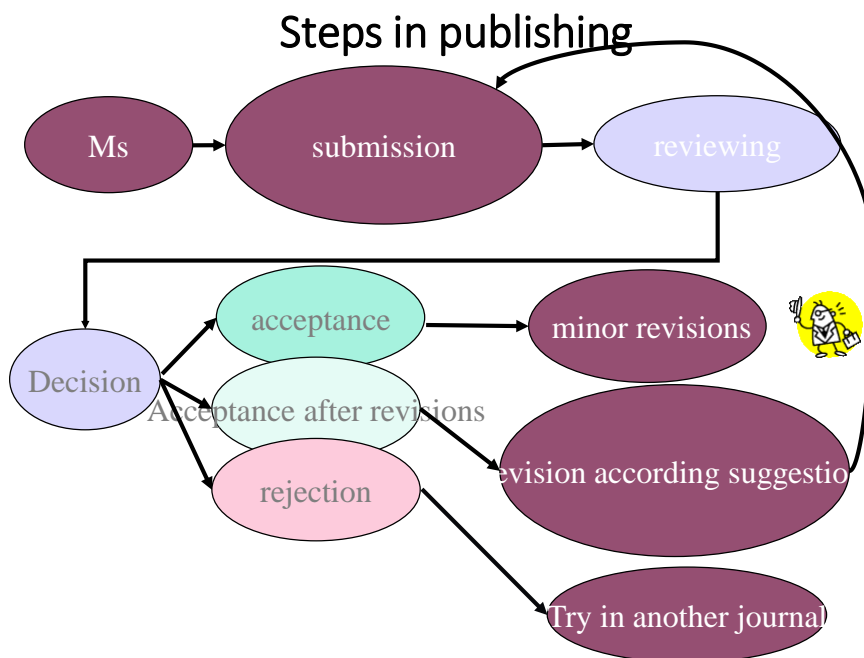 Steps in publishing
Ms
submission
reviewing
acceptance
minor revisions
Decision
Acceptance after revisions
evision according suggestio
rejection
Try in another journal